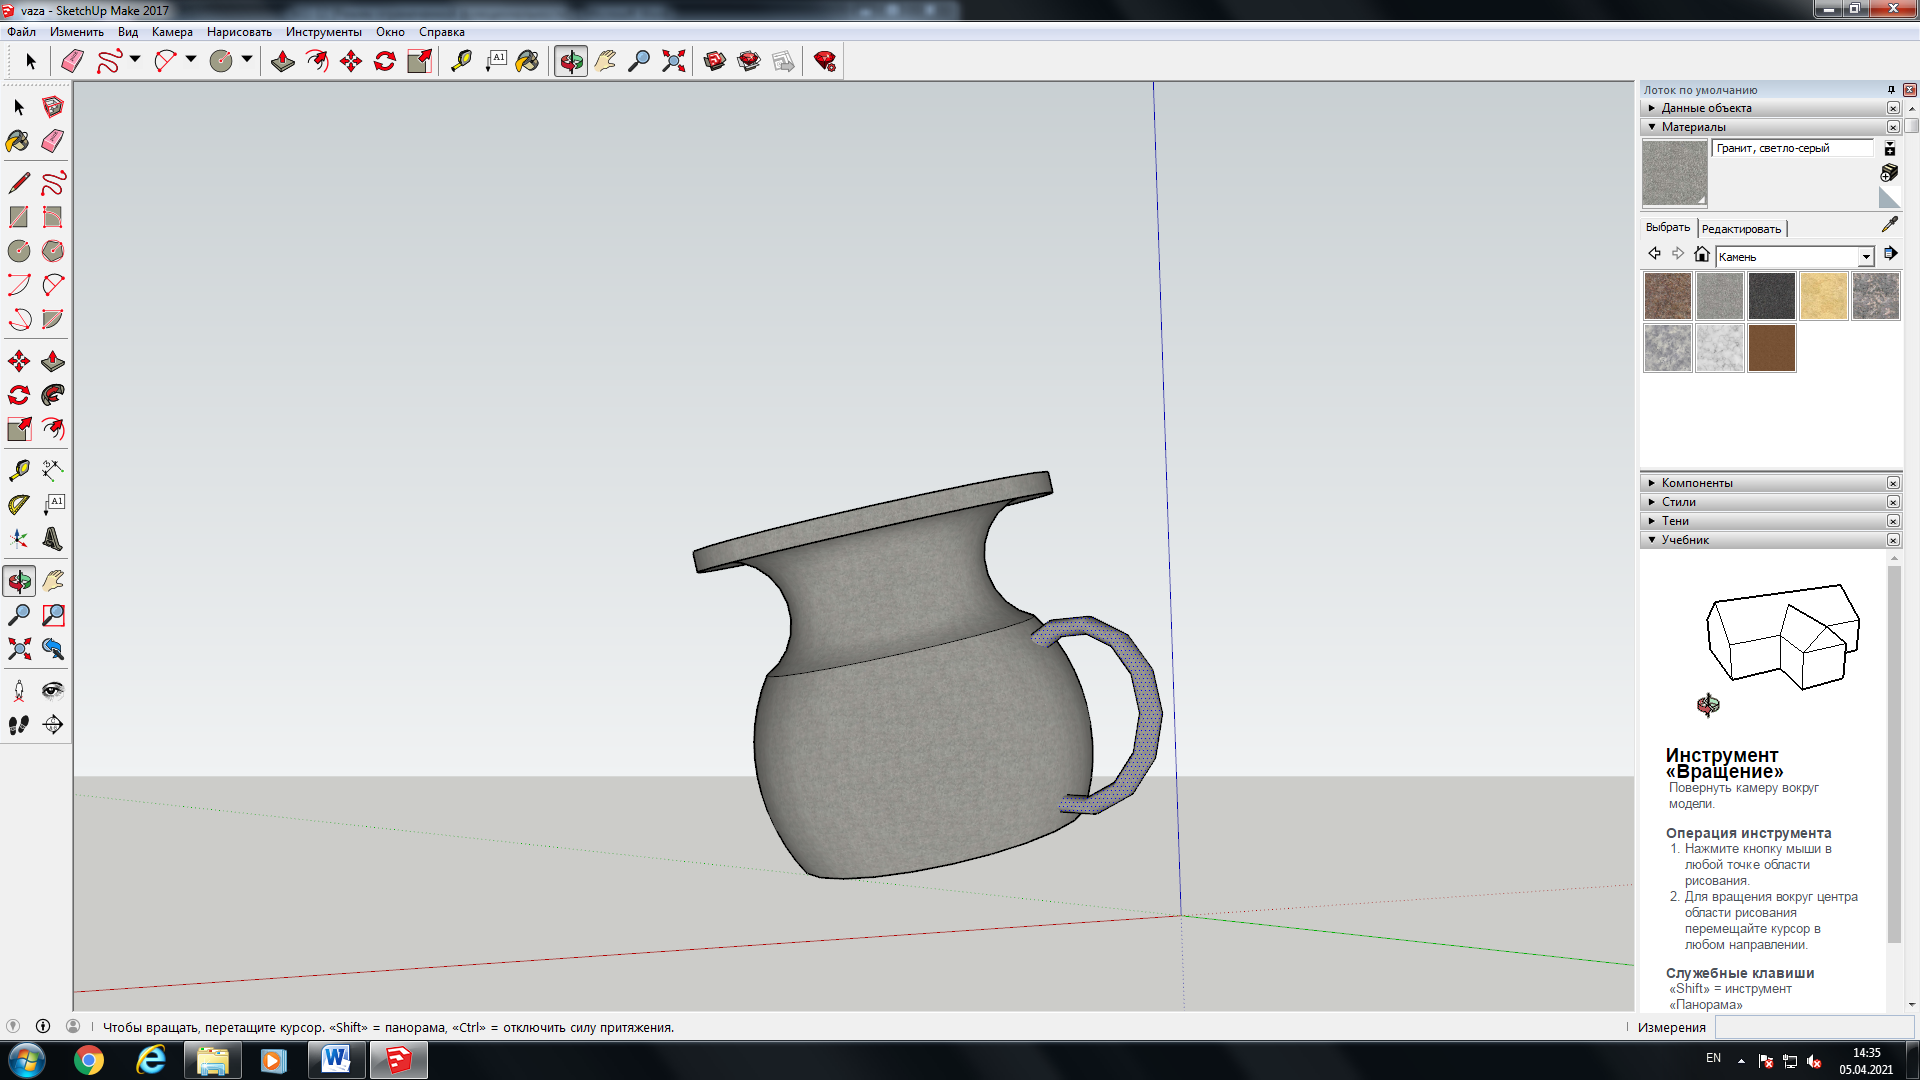 vaza - SketchUp Make 2017
Файл Изменить Вид Камера Нарисовать Инструменты Окно Справка
A1
Лоток по умолчанию
Данные объекта
Материалы
Гранит, светло-серый
Выбрать Редактировать
Камень
Компоненты
Стили
Тени
Учебник
A1
Инструмент
«Вращение»
Повернуть камеру вокруг
модели.
Операция инструмента
1. Нажмите кнопку мыши в
любой точке области
рисования.
2. Для вращения вокруг центра
области рисования
перемещайте курсор в
любом направлении.
Служебные клавиши
«Shift» = инструмент
«Панорама»
Чтобы вращать, перетащите курсор. «Shift» = панорама, «Ctrl» = отключить силу притяжения.
Измерения
EN
14:35
05.04.2021